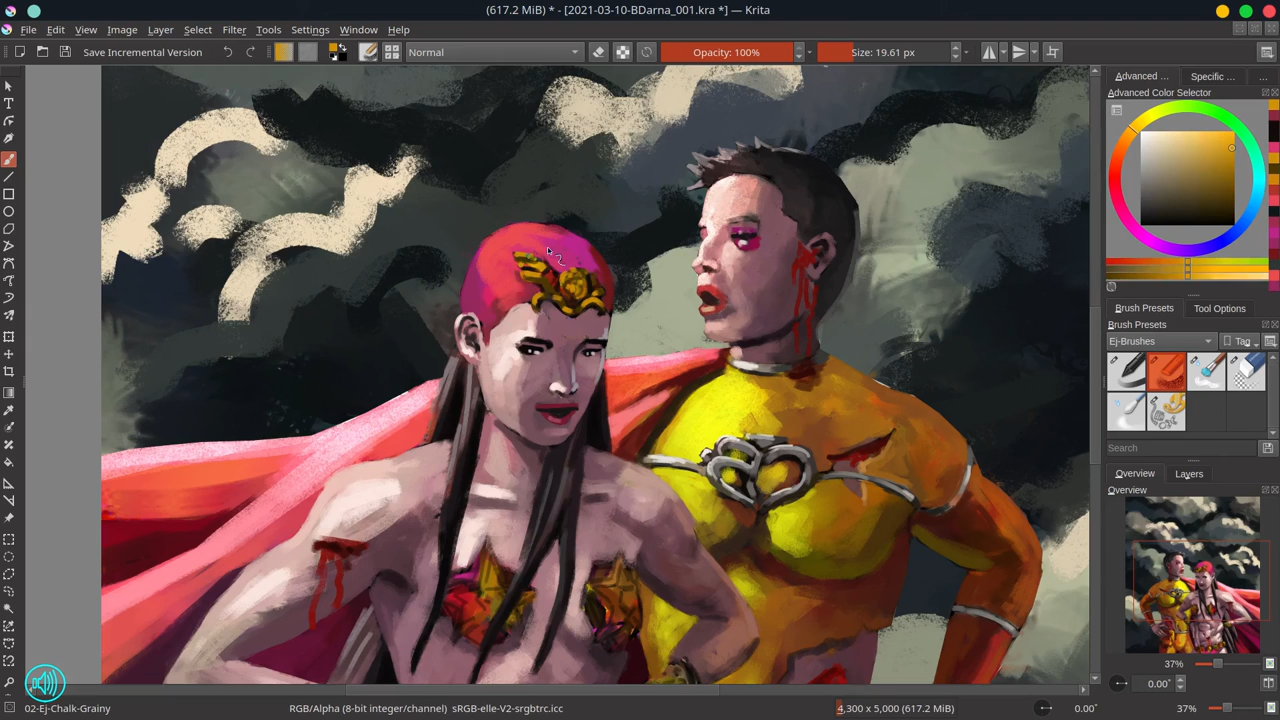 (617.2 MiB) * - [2021-03-10-BDarna_001.kra *] — Krita
File Edit View Image Layer Select Filter Tools Settings Window Help
Save Incremental Version Normal Opacity: 100% Size: 19.61 px
Advanced ... Specific ... ...
Advanced Color Selector
Brush Presets Tool Options
Brush Presets
Ej-Brushes Tag
Search
Overview Layers
Overview
37%
0.00°
02-Ej-Chalk-Grainy RGB/Alpha (8-bit integer/channel) sRGB-elle-V2-srgbtrc.icc 4,300 x 5,000 (617.2 MiB) 0.00° 37%